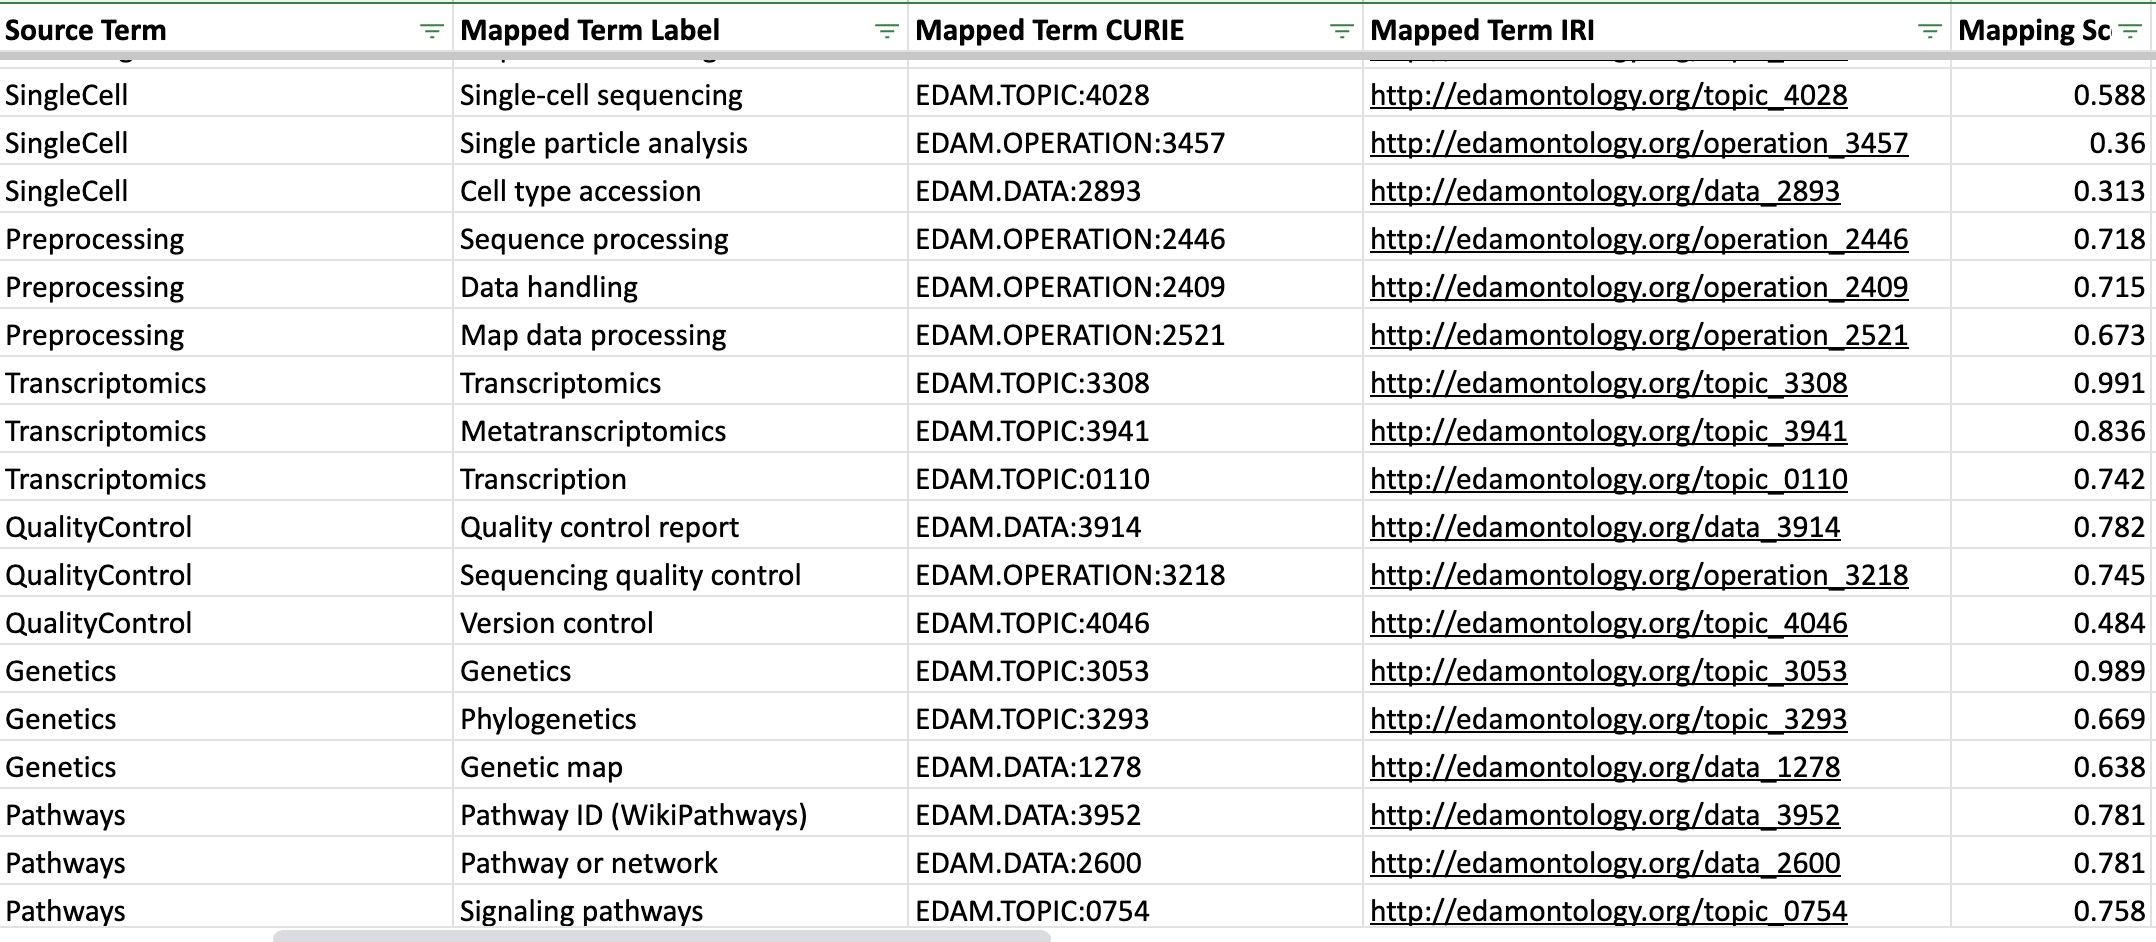 Source Term Mapped Term Label Mapped Term CURIE Mapped Term IRI Mapping Sc
SingleCell Single-cell sequencing EDAM.TOPIC:4028 http://edamontology.org/topic_4028 0.588
SingleCell Single particle analysis EDAM.OPERATION:3457 http://edamontology.org/operation_3457 0.36
SingleCell Cell type accession EDAM.DATA:2893 http://edamontology.org/data_2893 0.313
Preprocessing Sequence processing EDAM.OPERATION:2446 http://edamontology.org/operation_2446 0.718
Preprocessing Data handling EDAM.OPERATION:2409 http://edamontology.org/operation_2409 0.715
Preprocessing Map data processing EDAM.OPERATION:2521 http://edamontology.org/operation_2521 0.673
Transcriptomics Transcriptomics EDAM.TOPIC:3308 http://edamontology.org/topic_3308 0.991
Transcriptomics Metatranscriptomics EDAM.TOPIC:3941 http://edamontology.org/topic_3941 0.836
Transcriptomics Transcription EDAM.TOPIC:0110 http://edamontology.org/topic_0110 0.742
QualityControl Quality control report EDAM.DATA:3914 http://edamontology.org/data_3914 0.782
QualityControl Sequencing quality control EDAM.OPERATION:3218 http://edamontology.org/operation_3218 0.745
QualityControl Version control EDAM.TOPIC:4046 http://edamontology.org/topic_4046 0.484
Genetics Genetics EDAM.TOPIC:3053 http://edamontology.org/topic_3053 0.989
Genetics Phylogenetics EDAM.TOPIC:3293 http://edamontology.org/topic_3293 0.669
Genetics Genetic map EDAM.DATA:1278 http://edamontology.org/data_1278 0.638
Pathways Pathway ID (WikiPathways) EDAM.DATA:3952 http://edamontology.org/data_3952 0.781
Pathways Pathway or network EDAM.DATA:2600 http://edamontology.org/data_2600 0.781
Pathways Signaling pathways EDAM.TOPIC:0754 http://edamontology.org/topic_0754 0.758